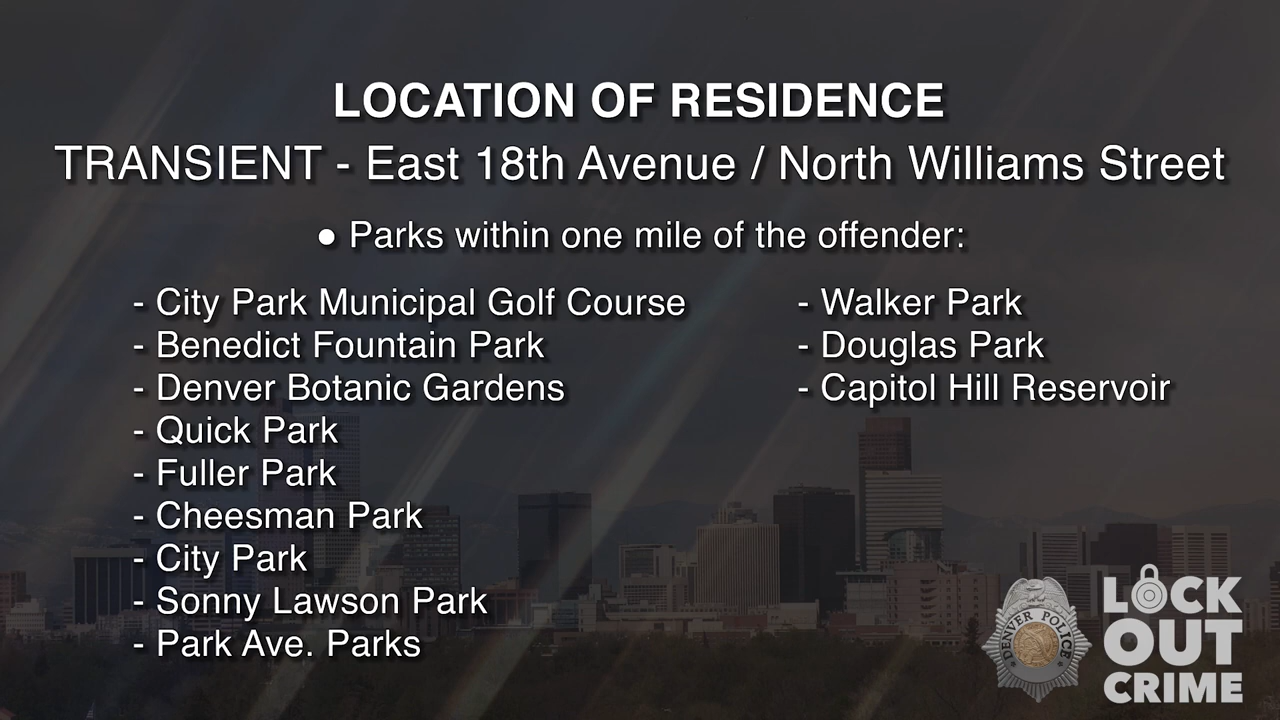 LOCATION OF RESIDENCE
TRANSIENT - East 18th Avenue / North Williams Street
● Parks within one mile of the offender:
- City Park Municipal Golf Course
- Benedict Fountain Park
- Denver Botanic Gardens
- Quick Park
- Fuller Park
- Cheesman Park
- City Park
- Sonny Lawson Park
- Park Ave. Parks
- Walker Park
- Douglas Park
- Capitol Hill Reservoir
DENVER POLICE
LOCK
OUT
CRIME